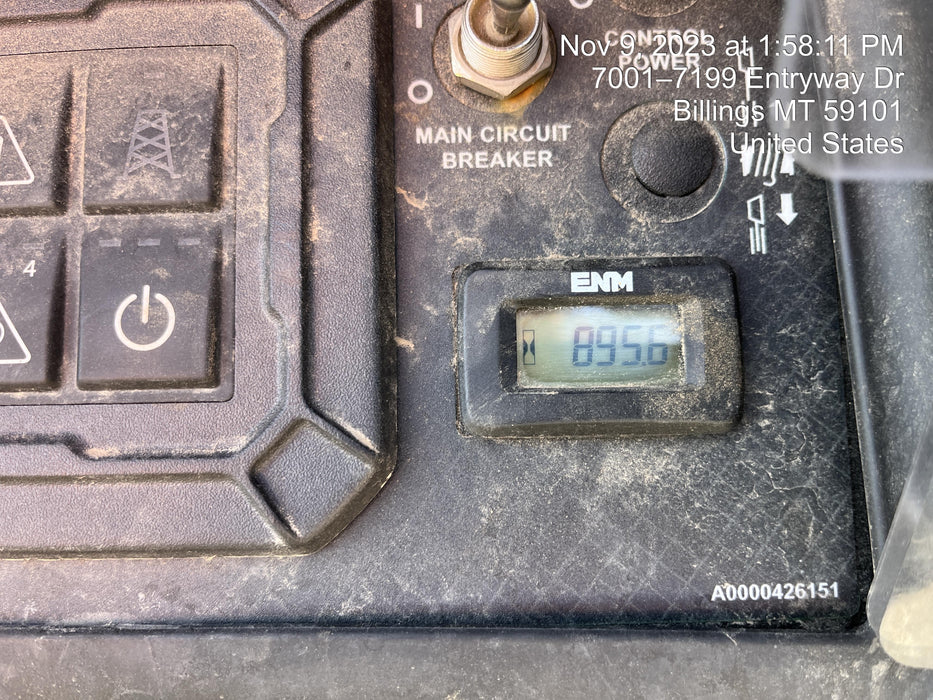 Nov 9, 2023 at 1:58:11 PM
7001–7199 Entryway Dr
Billings MT 59101
United States
I
O
CONTROL
POWER
MAIN CIRCUIT
BREAKER
4
ENM
895.6
A0000426151